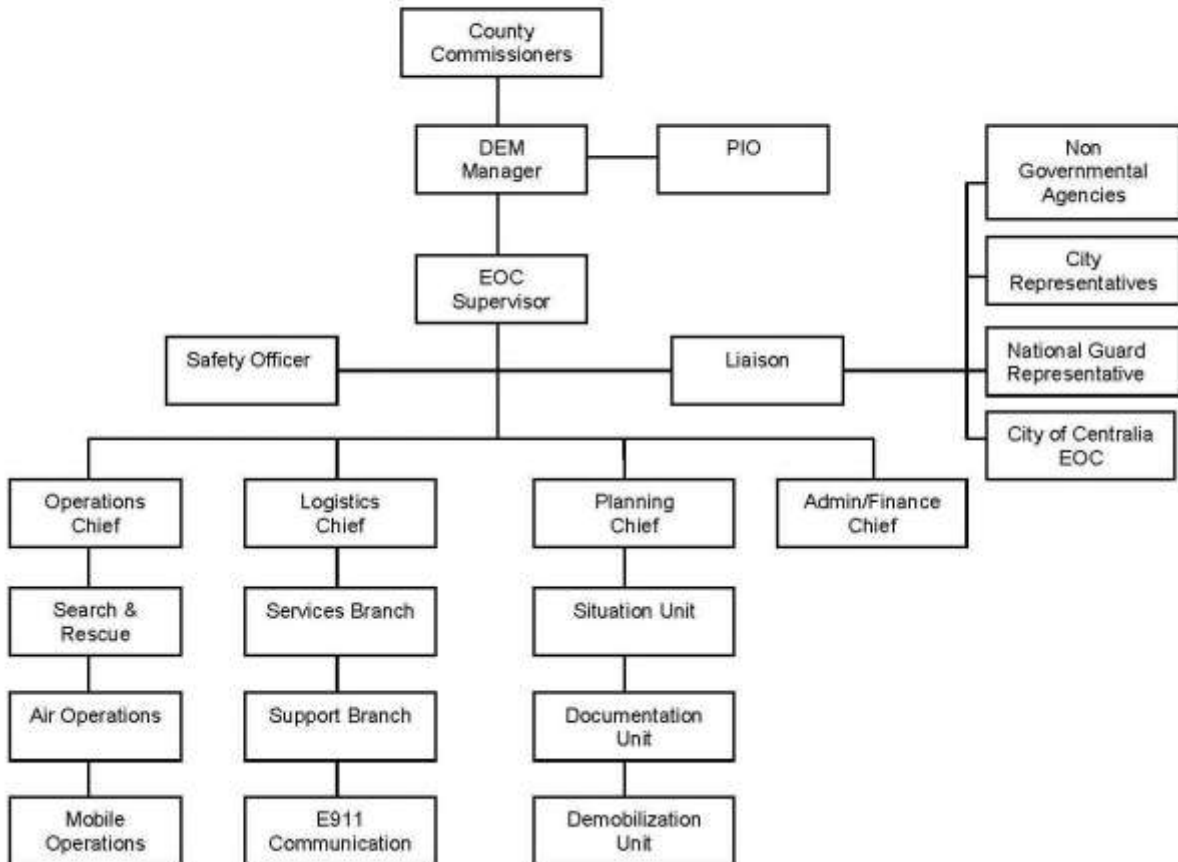 County
Commissioners
DEM
Manager
PIO
Non
Governmental
Agencies
EOC
Supervisor
City
Representatives
Safety Officer
Liaison
National Guard
Representative
City of Centralia
EOC
Operations
Chief
Logistics
Chief
Planning
Chief
Admin/Finance
Chief
Search &
Rescue
Services Branch
Situation Unit
Air Operations
Support Branch
Documentation
Unit
Mobile
Operations
E911
Communication
Demobilization
Unit